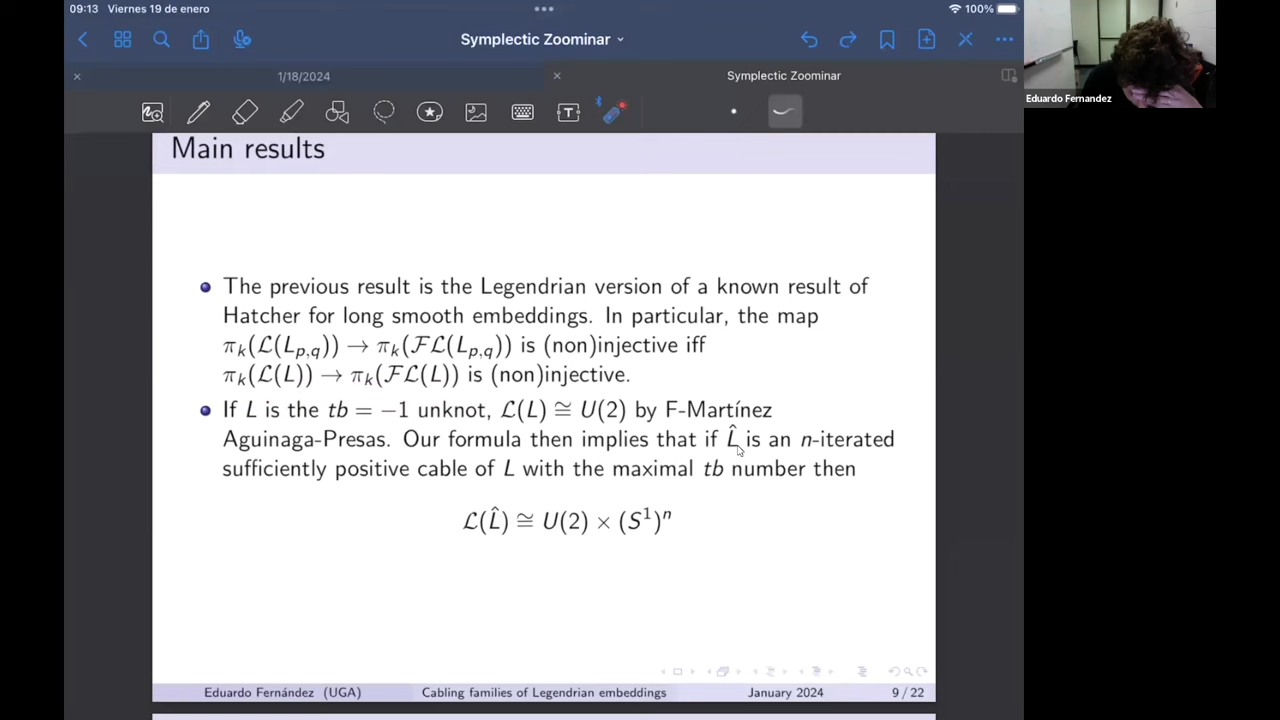 09:13 Viernes 19 de enero
100%
Symplectic Zoominar
1/18/2024
Symplectic Zoominar
Eduardo Fernandez
Main results
The previous result is the Legendrian version of a known result of
Hatcher for long smooth embeddings. In particular, the map
π_k(ℒ(L_{p,q})) → π_k(ℱℒ(L_{p,q})) is (non)injective iff
π_k(ℒ(L)) → π_k(ℱℒ(L)) is (non)injective.
If L is the tb = −1 unknot, ℒ(L) ≅ U(2) by F-Martínez
Aguinaga-Presas. Our formula then implies that if L̂ is an n-iterated
sufficiently positive cable of L with the maximal tb number then
ℒ(L̂) ≅ U(2) × (S¹)ⁿ
Eduardo Fernández (UGA)
Cabling families of Legendrian embeddings
January 2024
9 / 22